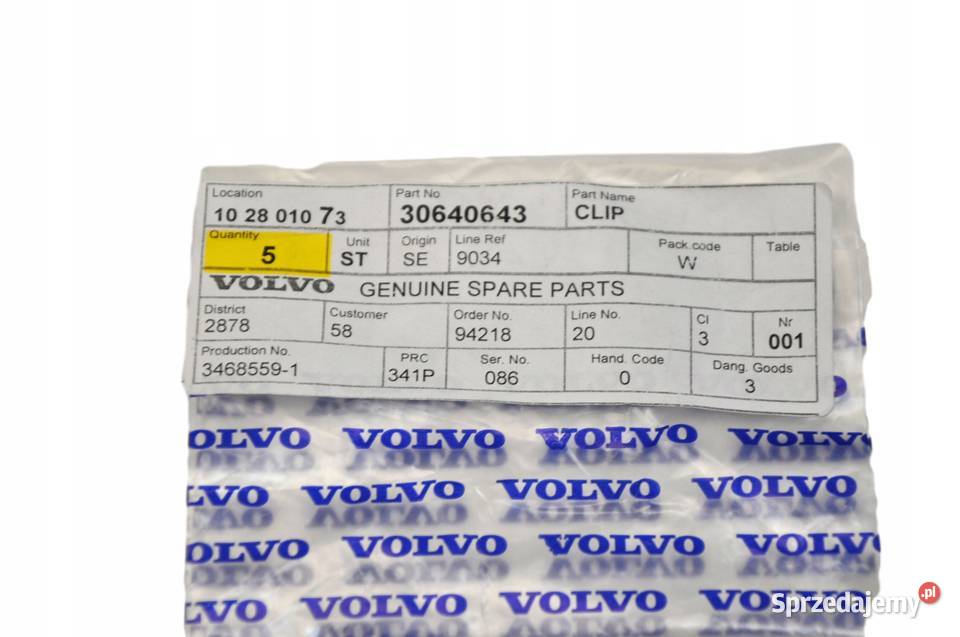 Location Part No Part Name
10 28 010 73 30640643 CLIP
Quantity Unit Origin Line Ref Pack.code Table
5 ST SE 9034 W
VOLVO GENUINE SPARE PARTS
District Customer Order No. Line No. CI Nr
2878 58 94218 20 3 001
Production No. PRC Ser. No. Hand. Code Dang. Goods
3468559-1 341P 086 0 3
VOLVO VOLVO VOLVO VOLVO
VOLVO VOLVO VOLVO VOLVO
VOLVO VOLVO VOLVO VOLVO
VOLVO VOLVO VOLVO VOLVO
Sprzedajemy.pl